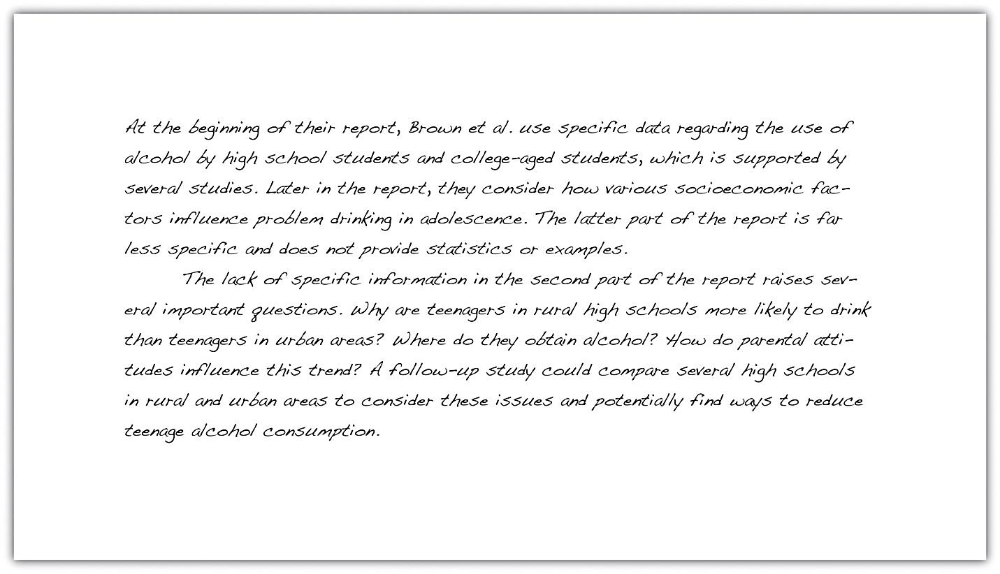 At the beginning of their report, Brown et al. use specific data regarding the use of
alcohol by high school students and college-aged students, which is supported by
several studies. Later in the report, they consider how various socioeconomic fac-
tors influence problem drinking in adolescence. The latter part of the report is far
less specific and does not provide statistics or examples.
The lack of specific information in the second part of the report raises sev-
eral important questions. Why are teenagers in rural high schools more likely to drink
than teenagers in urban areas? Where do they obtain alcohol? How do parental atti-
tudes influence this trend? A follow-up study could compare several high schools
in rural and urban areas to consider these issues and potentially find ways to reduce
teenage alcohol consumption.